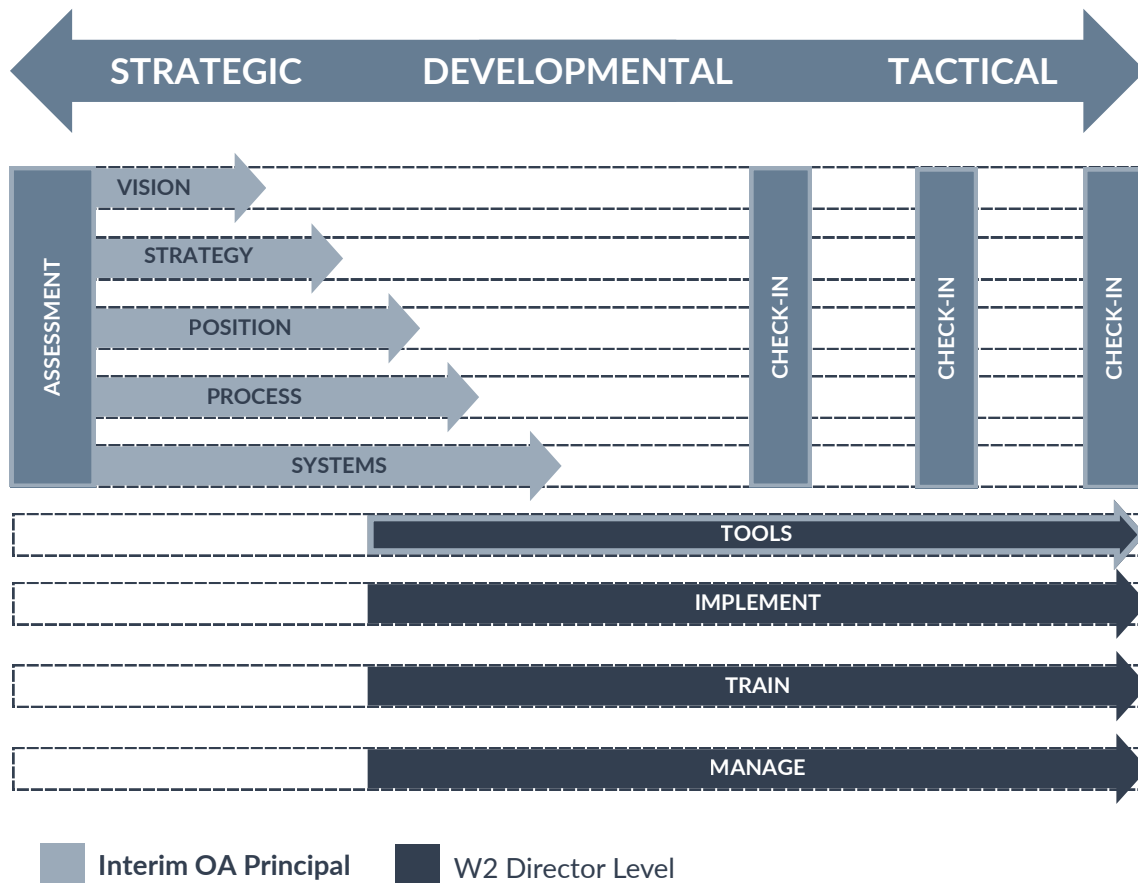 STRATEGIC DEVELOPMENTAL TACTICAL
VISION
STRATEGY
POSITION
PROCESS
SYSTEMS
ASSESSMENT
CHECK-IN
CHECK-IN
CHECK-IN
TOOLS
IMPLEMENT
TRAIN
MANAGE
Interim OA Principal
W2 Director Level